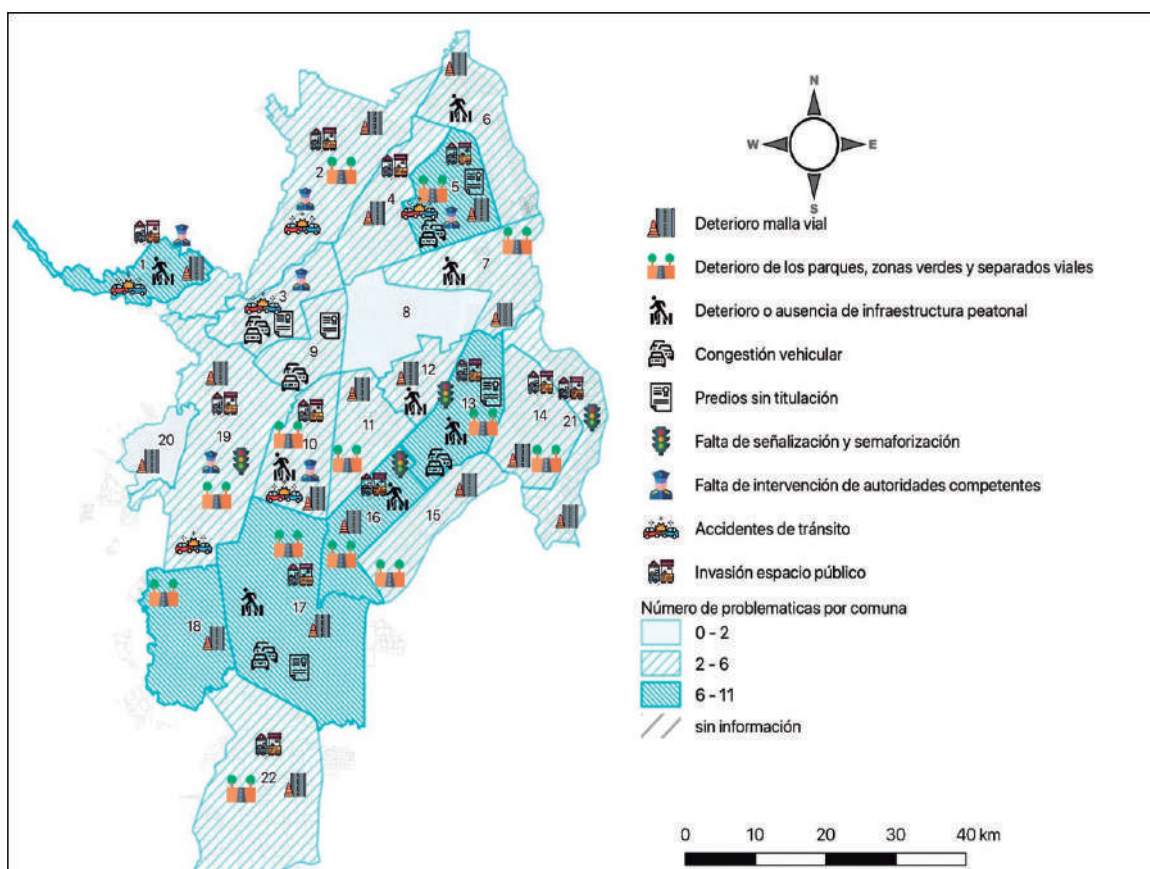 N
W E
S
6
2
5
4
1
7
3
8
9
12
13
14
21
11
20
19
10
16
15
17
18
22
Deterioro malla vial
Deterioro de los parques, zonas verdes y separados viales
Deterioro o ausencia de infraestructura peatonal
Congestión vehicular
Predios sin titulación
Falta de señalización y semaforización
Falta de intervención de autoridades competentes
Accidentes de tránsito
Invasión espacio público
Número de problematicas por comuna
0 - 2
2 - 6
6 - 11
sin información
0 10 20 30 40 km